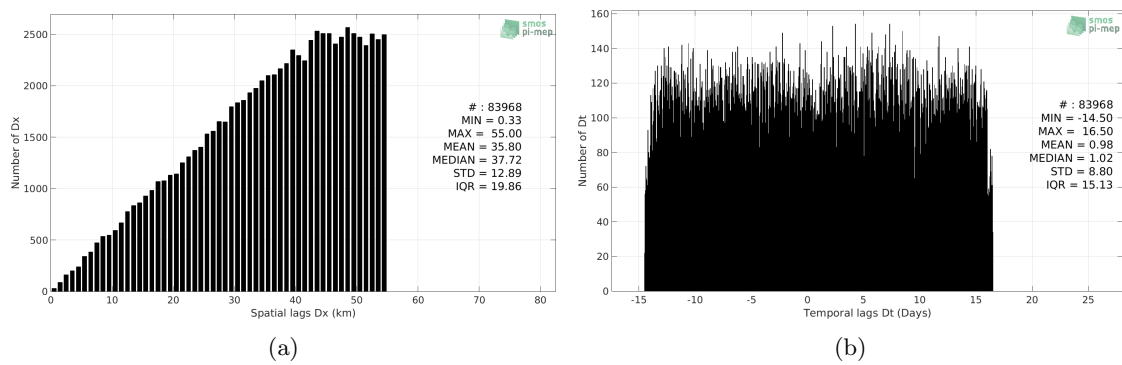 smos
pi-mep
2500
2000
1500
1000
500
0
Number of Dx
# : 83968
MIN = 0.33
MAX = 55.00
MEAN = 35.80
MEDIAN = 37.72
STD = 12.89
IQR = 19.86
0 10 20 30 40 50 60 70 80
Spatial lags Dx (km)
(a)
smos
pi-mep
160
140
120
100
80
60
40
20
0
Number of Dt
# : 83968
MIN = -14.50
MAX = 16.50
MEAN = 0.98
MEDIAN = 1.02
STD = 8.80
IQR = 15.13
-15 -10 -5 0 5 10 15 20 25
Temporal lags Dt (Days)
(b)